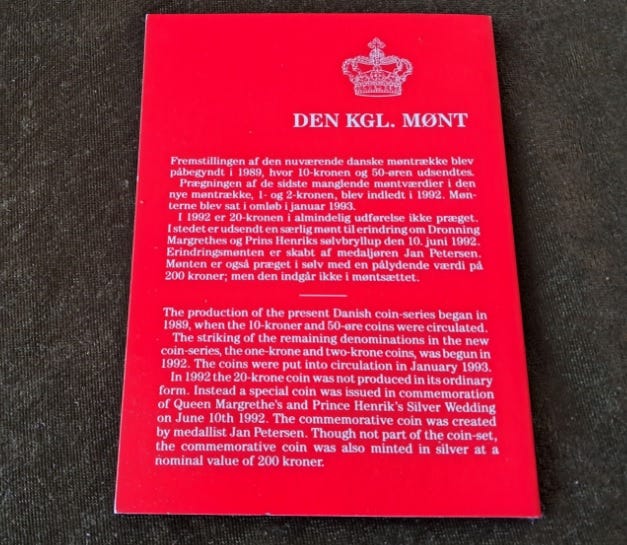 DEN KGL. MØNT
Fremstillingen af den nuværende danske møntrække blev
påbegyndt i 1989, hvor 10-kronen og 50-øren udsendtes.
Prægningen af de sidste manglende møntværdier i den
nye møntrække, 1- og 2-kronen, blev indledt i 1992. Møn-
terne blev sat i omløb i januar 1993.
I 1992 er 20-kronen i almindelig udførelse ikke præget.
I stedet er udsendt en særlig mønt til erindring om Dronning
Margrethes og Prins Henriks sølvbryllup den 10. juni 1992.
Erindringsmønten er skabt af medaljøren Jan Petersen.
Mønten er også præget i sølv med en pålydende værdi på
200 kroner; men den indgår ikke i møntsættet.
The production of the present Danish coin-series began in
1989, when the 10-kroner and 50-øre coins were circulated.
The striking of the remaining denominations in the new
coin-series, the one-krone and two-krone coins, was begun in
1992. The coins were put into circulation in January 1993.
In 1992 the 20-krone coin was not produced in its ordinary
form. Instead a special coin was issued in commemoration
of Queen Margrethe's and Prince Henrik's Silver Wedding
on June 10th 1992. The commemorative coin was created
by medallist Jan Petersen. Though not part of the coin-set,
the commemorative coin was also minted in silver at a
nominal value of 200 kroner.